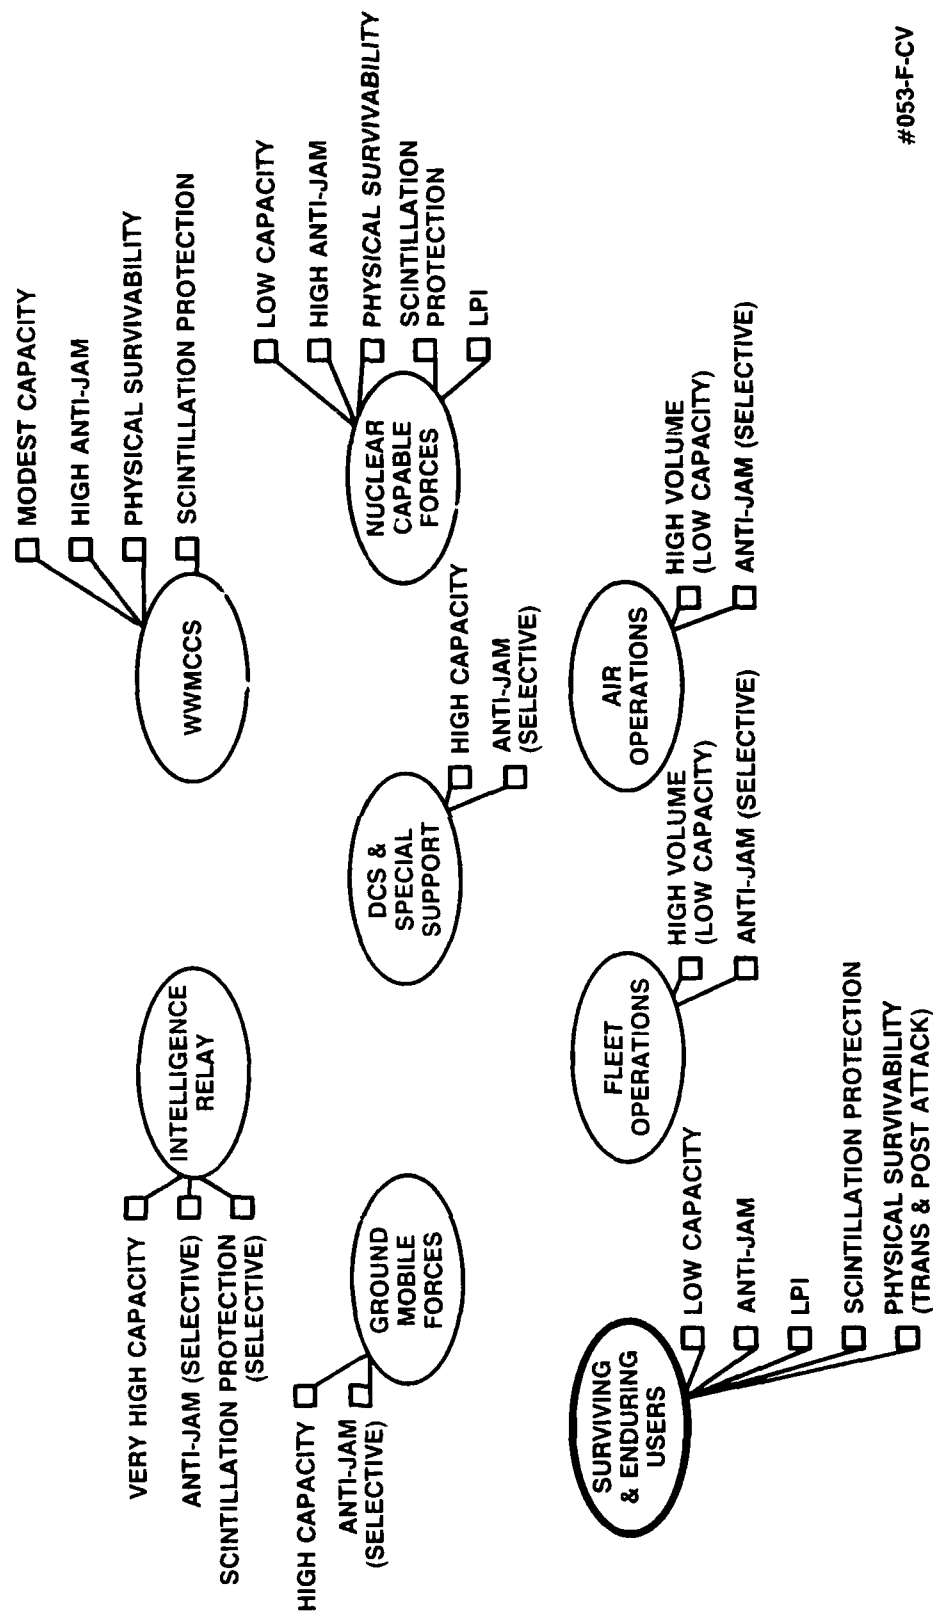 VERY HIGH CAPACITY
ANTI-JAM (SELECTIVE)
SCINTILLATION PROTECTION
(SELECTIVE)
INTELLIGENCE
RELAY
WWMCCS
MODEST CAPACITY
HIGH ANTI-JAM
PHYSICAL SURVIVABILITY
SCINTILLATION PROTECTION
HIGH CAPACITY
ANTI-JAM
(SELECTIVE)
GROUND
MOBILE
FORCES
DCS &
SPECIAL
SUPPORT
HIGH CAPACITY
ANTI-JAM
(SELECTIVE)
NUCLEAR
CAPABLE
FORCES
LOW CAPACITY
HIGH ANTI-JAM
PHYSICAL SURVIVABILITY
SCINTILLATION
PROTECTION
LPI
SURVIVING
& ENDURING
USERS
LOW CAPACITY
ANTI-JAM
LPI
SCINTILLATION PROTECTION
PHYSICAL SURVIVABILITY
(TRANS & POST ATTACK)
FLEET
OPERATIONS
HIGH VOLUME
(LOW CAPACITY)
ANTI-JAM (SELECTIVE)
AIR
OPERATIONS
HIGH VOLUME
(LOW CAPACITY)
ANTI-JAM (SELECTIVE)
#053-F-CV